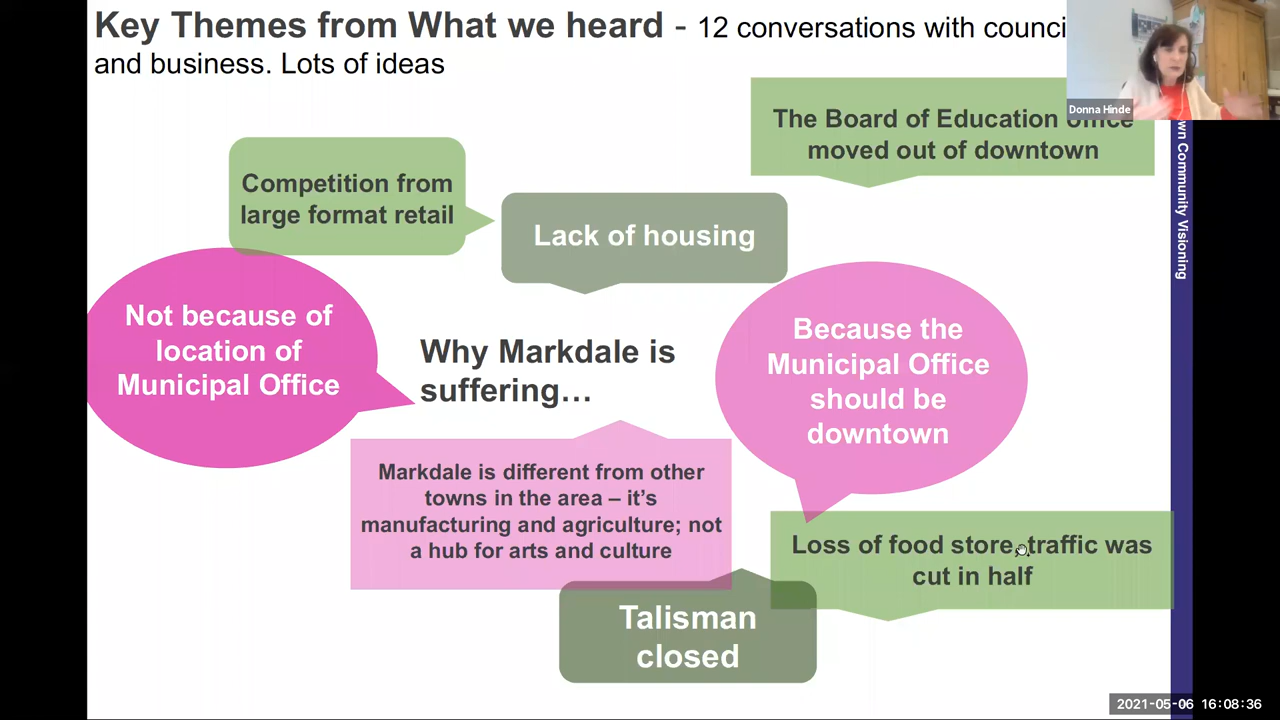 Key Themes from What we heard - 12 conversations with counci
and business. Lots of ideas
Donna Hinde
The Board of Education office
moved out of downtown
wn Community Visioning
Competition from
large format retail
Lack of housing
Not because of
location of
Municipal Office
Why Markdale is
suffering…
Because the
Municipal Office
should be
downtown
Markdale is different from other
towns in the area – it’s
manufacturing and agriculture; not
a hub for arts and culture
Loss of food store, traffic was
cut in half
Talisman
closed
2021-05-06 16:08:36